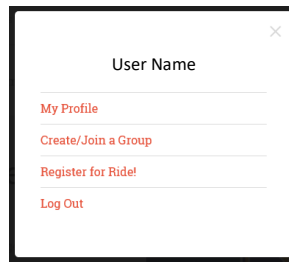 User Name
My Profile
Create/Join a Group
Register for Ride!
Log Out